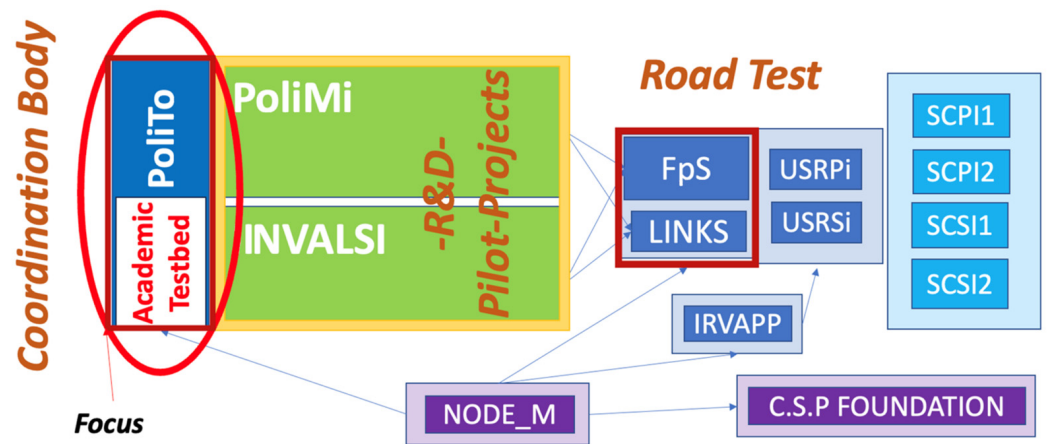 Coordination Body
PoliTo
Academic
Testbed
PoliMi
INVALSI
-R&D-
Pilot-Projects
Road Test
FpS
LINKS
USRPi
USRSi
SCPI1
SCPI2
SCSI1
SCSI2
IRVAPP
NODE_M
C.S.P FOUNDATION
Focus